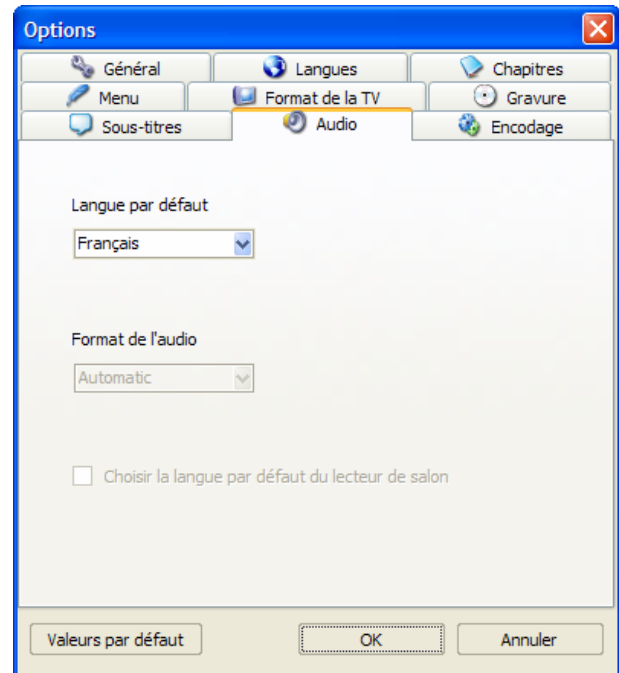 Options
Général
Langues
Chapitres
Menu
Format de la TV
Gravure
Sous-titres
Audio
Encodage
Langue par défaut
Français
Format de l'audio
Automatic
Choisir la langue par défaut du lecteur de salon
Valeurs par défaut
OK
Annuler